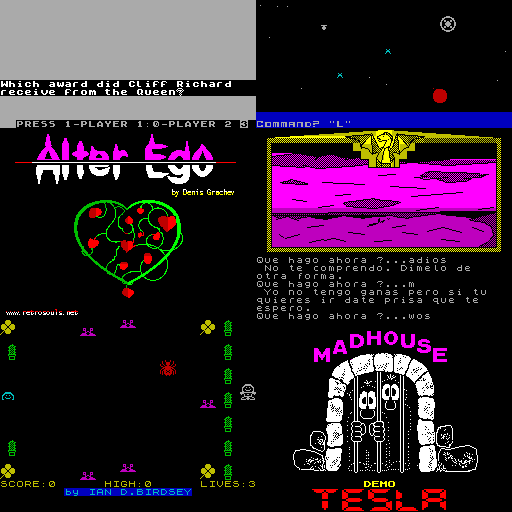 Which award did Cliff Richard
receive from the Queen?
PRESS 1-PLAYER 1:0-PLAYER 2 3
Command? "L"
Alter Ego
by Denis Grachev
www.retrosouls.net
Que hago ahora ?...adios
No te comprendo. Dimelo de
otra forma.
Que hago ahora ?...m
Yo no tengo ganas pero si tu
quieres ir date prisa que te
espero.
Que hago ahora ?...wos
SCORE:0 HIGH:0 LIVES:3
by IAN D.BIRDSEY
MADHOUSE
DEMO
TESLA